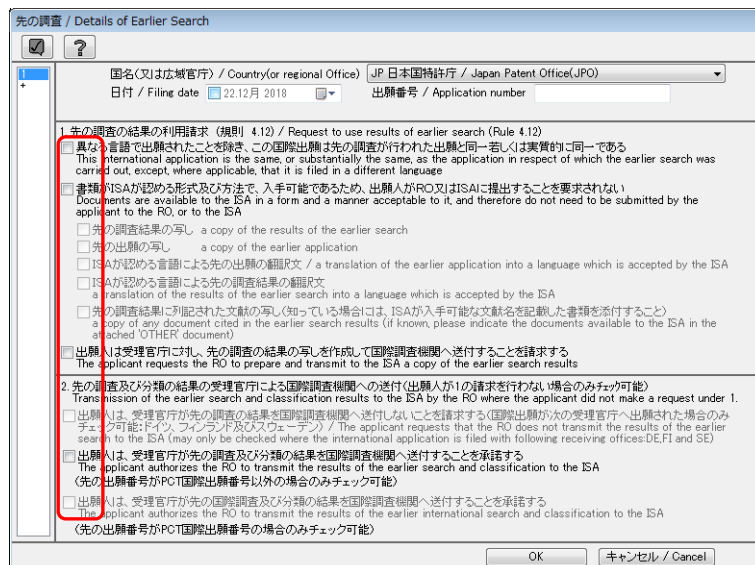 先の調査 / Details of Earlier Search
?
1
+
国名(又は広域官庁) / Country(or regional Office) JP 日本国特許庁 / Japan Patent Office(JPO)
日付 / Filing date 22.12月 2018 出願番号 / Application number
1. 先の調査の結果の利用請求 (規則 4.12) / Request to use results of earlier search (Rule 4.12)
異なる言語で出願されたことを除き、この国際出願は先の調査が行われた出願と同一若しくは実質的に同一である
This international application is the same, or substantially the same, as the application in respect of which the earlier search was
carried out, except, where applicable, that it is filed in a different language
書類がISAが認める形式及び方法で、入手可能であるため、出願人がRO又はISAに提出することを要求されない
Documents are available to the ISA in a form and a manner acceptable to it, and therefore do not need to be submitted by the
applicant to the RO, or to the ISA
先の調査結果の写し a copy of the results of the earlier search
先の出願の写し a copy of the earlier application
ISAが認める言語による先の出願の翻訳文 / a translation of the earlier application into a language which is accepted by the ISA
ISAが認める言語による先の調査結果の翻訳文
a translation of the results of the earlier search into a language which is accepted by the ISA
先の調査結果に列記された文献の写し(知っている場合には、ISAが入手可能な文献名を記載した書類を添付すること)
a copy of any document cited in the earlier search results (if known, please indicate the documents available to the ISA in the
attached 'OTHER' document)
出願人は受理官庁に対し、先の調査の結果の写しを作成して国際調査機関へ送付することを請求する
The applicant requests the RO to prepare and transmit to the ISA a copy of the earlier search results
2. 先の調査及び分類の結果の受理官庁による国際調査機関への送付(出願人が1の請求を行わない場合のみチェック可能)
Transmission of the earlier search and classification results to the ISA by the RO where the applicant did not make a request under 1.
出願人は、受理官庁が先の調査の結果を国際調査機関へ送付しないことを請求する(国際出願が次の受理官庁へ出願された場合のみ
チェック可能:ドイツ、フィンランド及びスウェーデン) / The applicant requests that the RO does not transmit the results of the earlier
search to the ISA (may only be checked where the international application is filed with following receiving offices:DE,FI and SE)
出願人は、受理官庁が先の調査及び分類の結果を国際調査機関へ送付することを承諾する
The applicant authorizes the RO to transmit the results of the earlier search and classification to the ISA
(先の出願番号がPCT国際出願番号以外の場合のみチェック可能)
出願人は、受理官庁が先の国際調査及び分類の結果を国際調査機関へ送付することを承諾する
The applicant authorizes the RO to transmit the results of the earlier international search and classification to the ISA
(先の出願番号がPCT国際出願番号の場合のみチェック可能)
OK キャンセル / Cancel